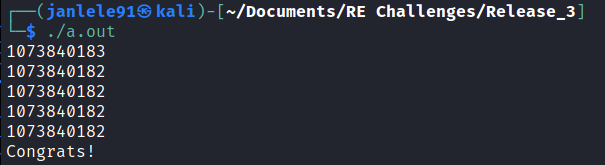 ┌──(janlele91㉿kali)-[~/Documents/RE Challenges/Release_3]
└─$ ./a.out
1073840183
1073840182
1073840182
1073840182
1073840182
Congrats!